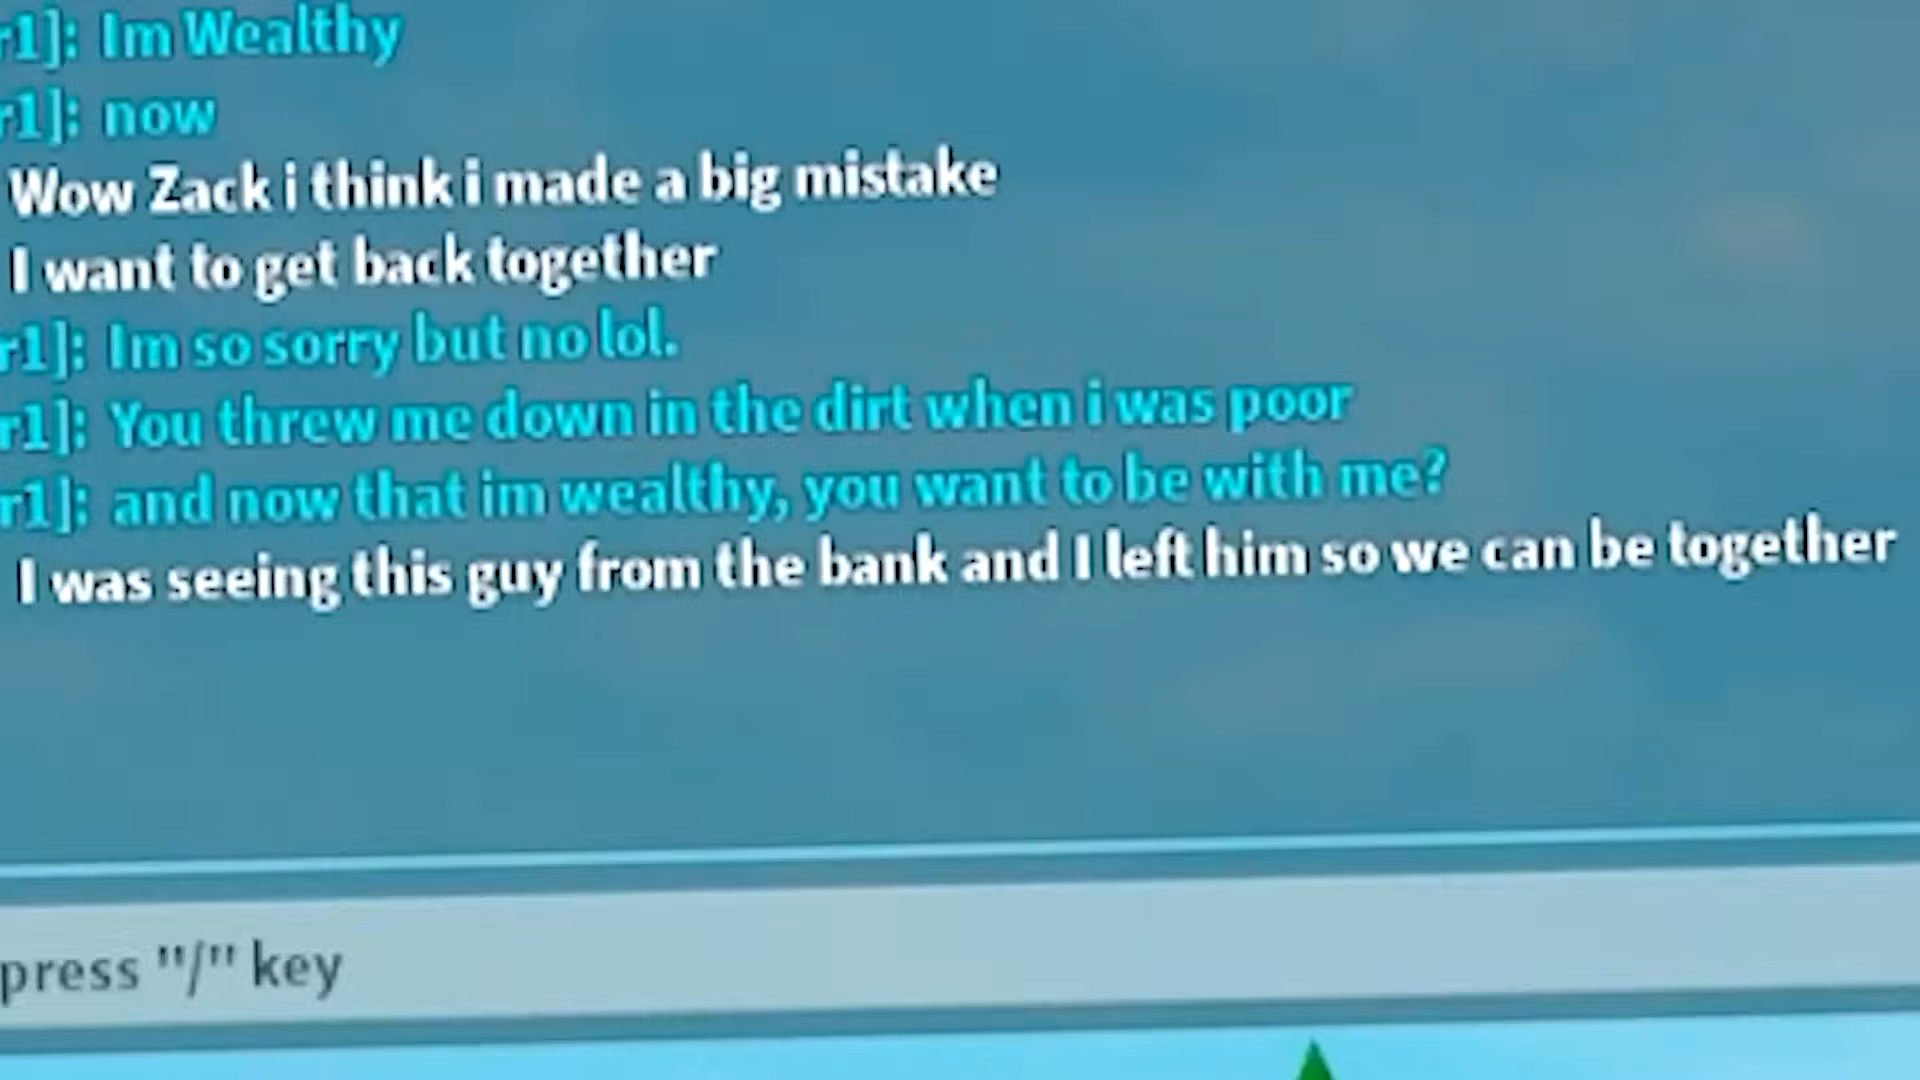 r1]: Im Wealthy
r1]: now
Wow Zack i think i made a big mistake
I want to get back together
r1]: Im so sorry but no lol.
r1]: You threw me down in the dirt when i was poor
r1]: and now that im wealthy, you want to be with me?
I was seeing this guy from the bank and I left him so we can be together
press "/" key